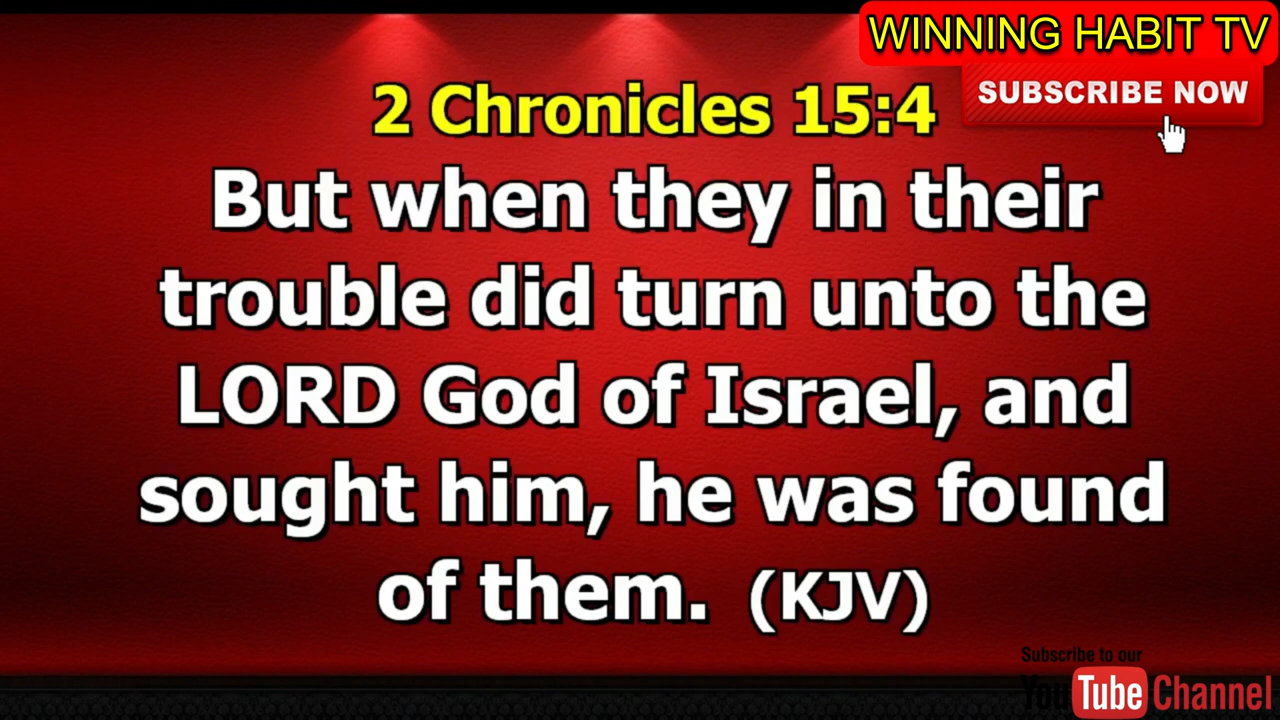 WINNING HABIT TV
SUBSCRIBE NOW
2 Chronicles 15:4
But when they in their
trouble did turn unto the
LORD God of Israel, and
sought him, he was found
of them. (KJV)
Subscribe to our
YouTube Channel